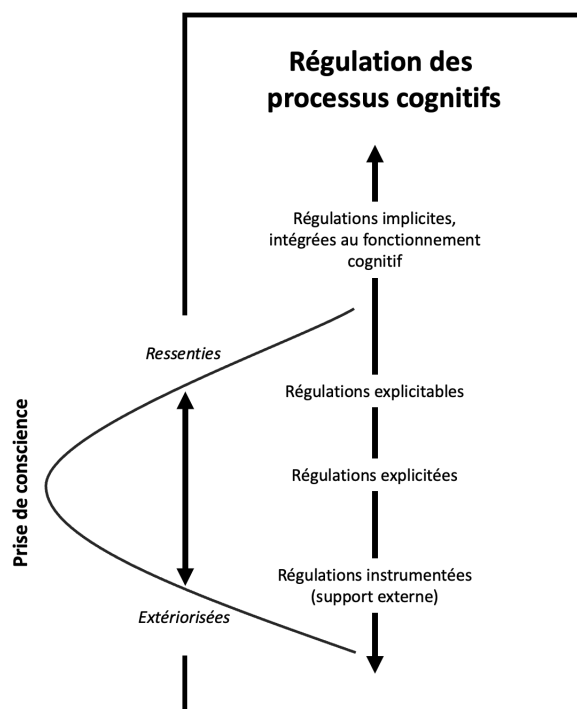 Régulation des
processus cognitifs
Régulations implicites,
intégrées au fonctionnement
cognitif
Ressenties
Régulations explicitables
Prise de conscience
Régulations explicitées
Régulations instrumentées
(support externe)
Extériorisées